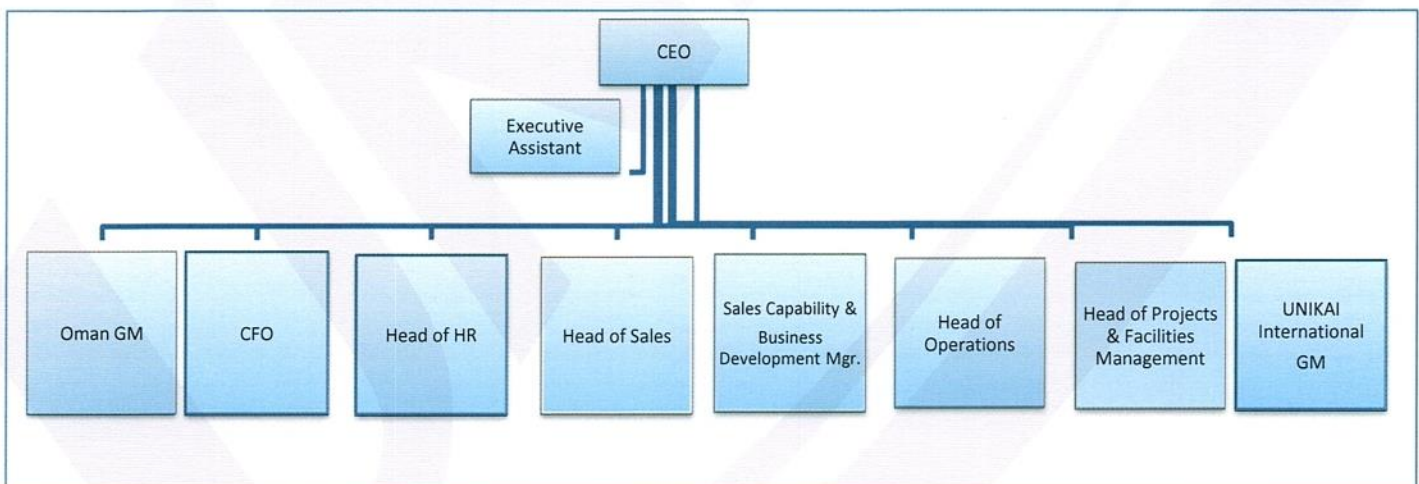 CEO
Executive
Assistant
Oman GM
CFO
Head of HR
Head of Sales
Sales Capability &
Business
Development Mgr.
Head of
Operations
Head of Projects
& Facilities
Management
UNIKAI
International
GM